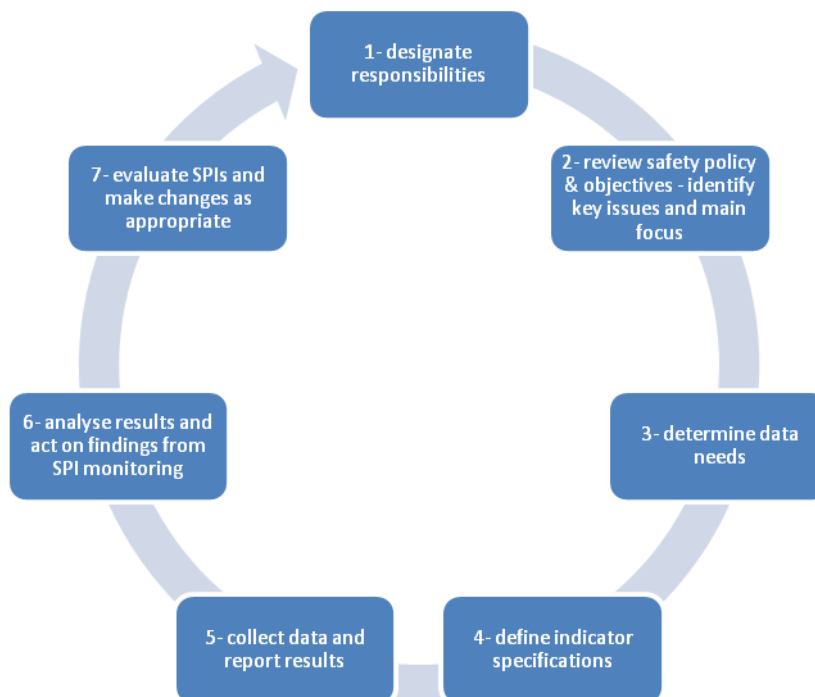 1- designate
responsibilities
2- review safety policy
& objectives - identify
key issues and main
focus
3- determine data
needs
4- define indicator
specifications
5- collect data and
report results
6- analyse results and
act on findings from
SPI monitoring
7- evaluate SPIs and
make changes as
appropriate